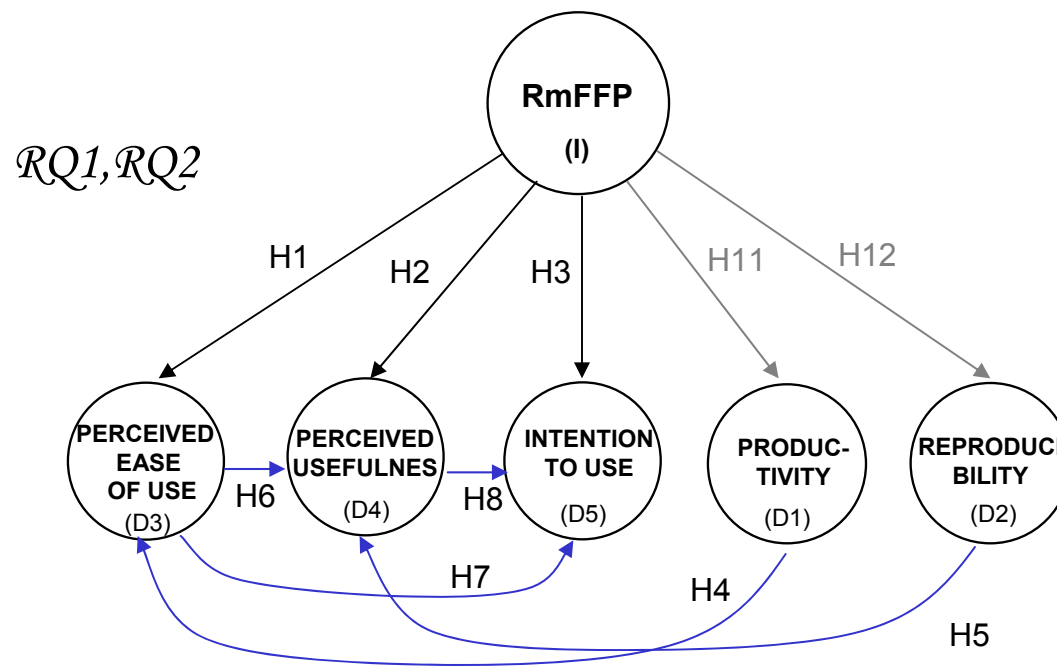 RmFFP
(I)
RQ1,RQ2
H1
H2
H3
H11
H12
PERCEIVED
EASE
OF USE
(D3)
PERCEIVED
USEFULNES
(D4)
INTENTION
TO USE
(D5)
PRODUC-
TIVITY
(D1)
REPRODUCI
BILITY
(D2)
H6
H8
H7
H4
H5